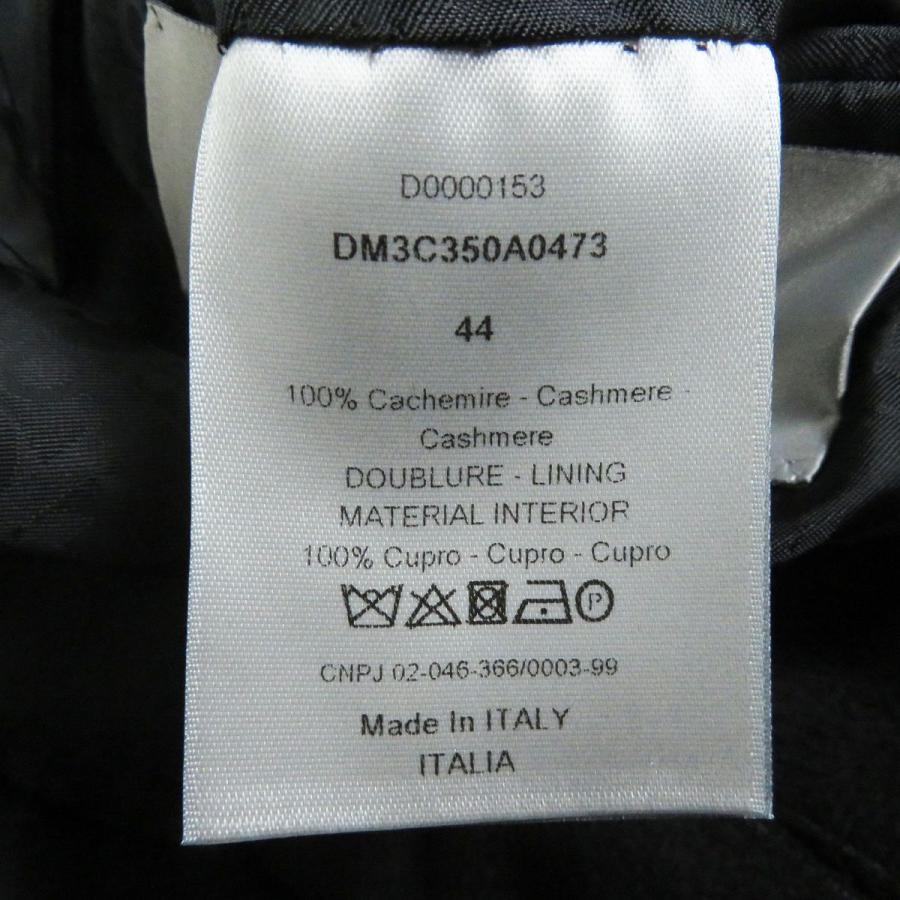 D0000153
DM3C350A0473
44
100% Cachemire - Cashmere -
Cashmere
DOUBLURE - LINING
MATERIAL INTERIOR
100% Cupro - Cupro - Cupro
P
CNPJ 02-046-366/0003-99
Made In ITALY
ITALIA